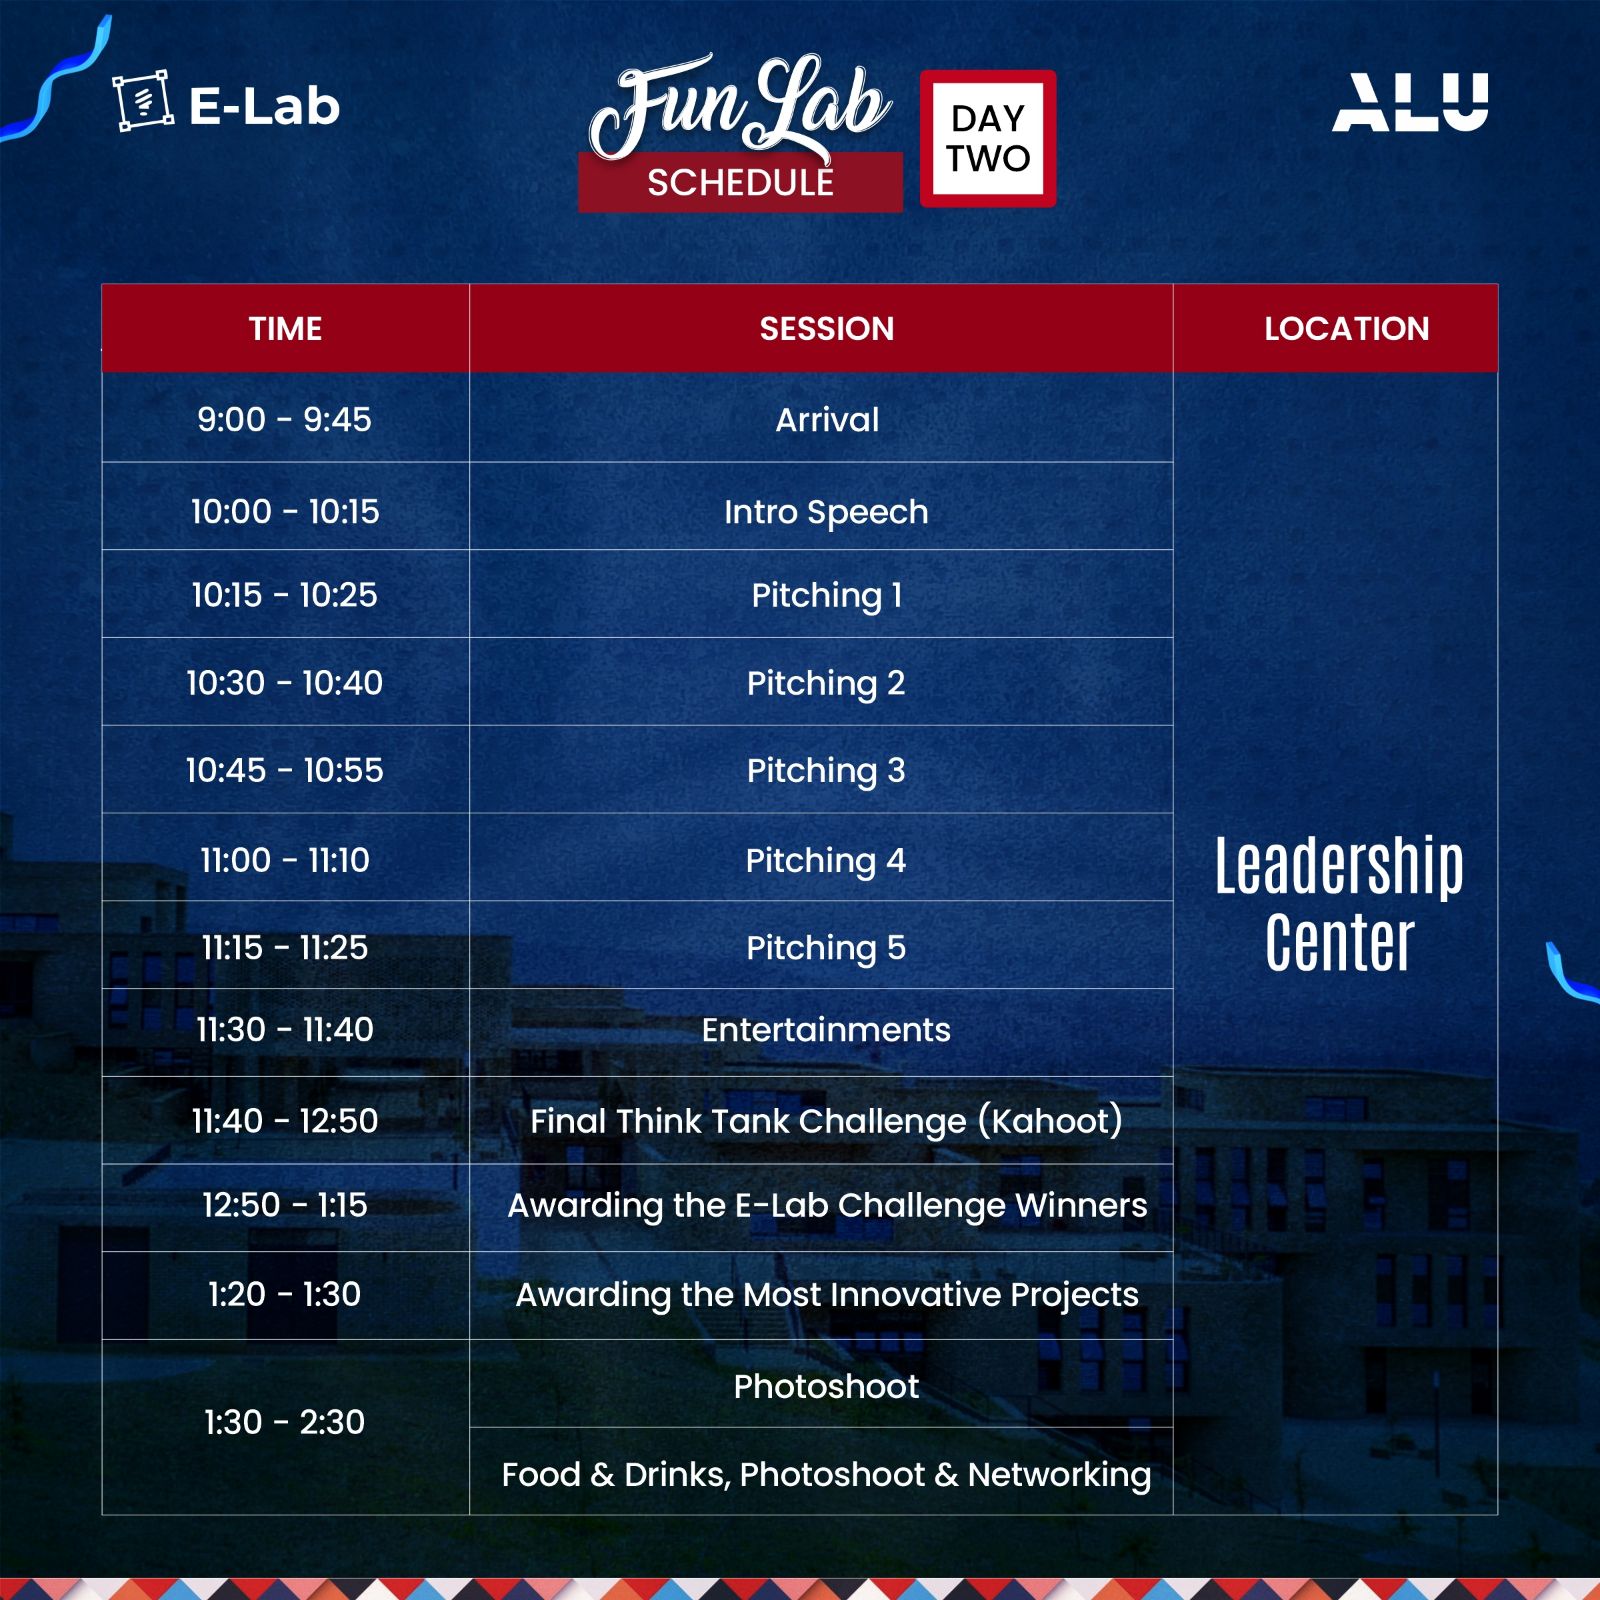 E-Lab
Fun Lab
SCHEDULE
DAY
TWO
ALU
TIME SESSION LOCATION
9:00 - 9:45 Arrival
10:00 - 10:15 Intro Speech
10:15 - 10:25 Pitching 1
10:30 - 10:40 Pitching 2
10:45 - 10:55 Pitching 3
11:00 - 11:10 Pitching 4
11:15 - 11:25 Pitching 5
11:30 - 11:40 Entertainments
11:40 - 12:50 Final Think Tank Challenge (Kahoot)
12:50 - 1:15 Awarding the E-Lab Challenge Winners
1:20 - 1:30 Awarding the Most Innovative Projects
1:30 - 2:30 Photoshoot
Food & Drinks, Photoshoot & Networking
Leadership
Center